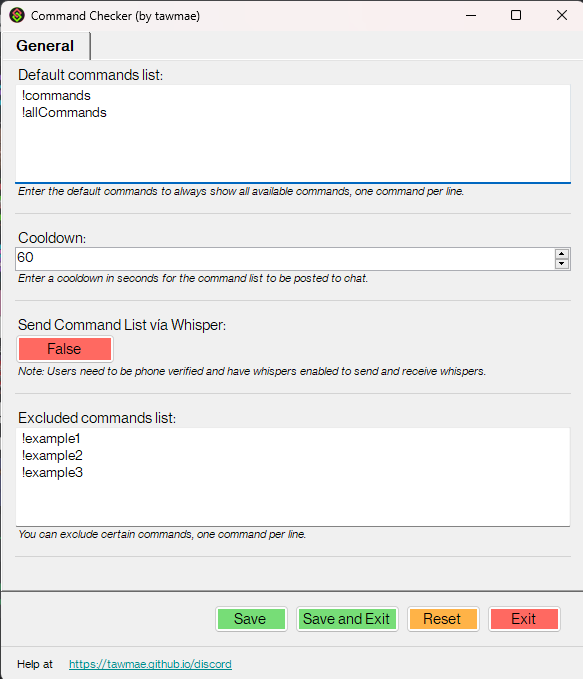 Command Checker (by tawmae)
General
Default commands list:
!commands
!allCommands
Enter the default commands to always show all available commands, one command per line.
Cooldown:
60
Enter a cooldown in seconds for the command list to be posted to chat.
Send Command List vía Whisper:
False
Note: Users need to be phone verified and have whispers enabled to send and receive whispers.
Excluded commands list:
!example1
!example2
!example3
You can exclude certain commands, one command per line.
Save Save and Exit Reset Exit
Help at https://tawmae.github.io/discord